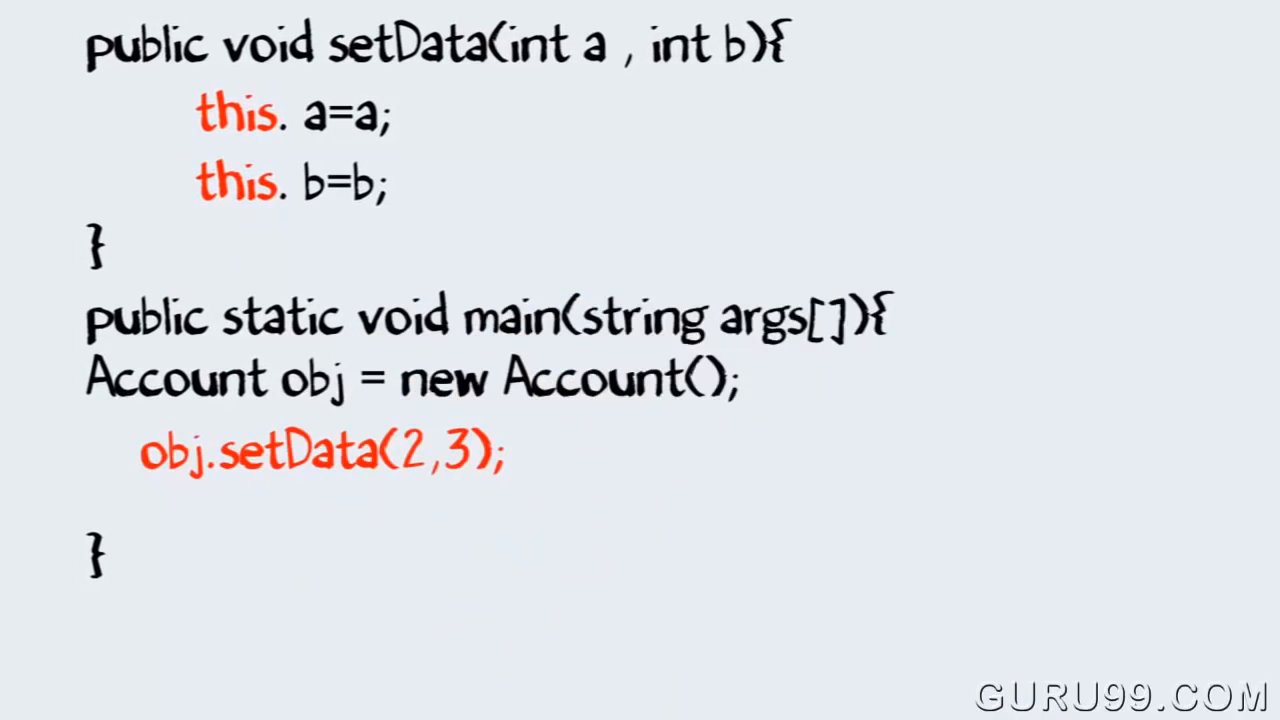 public void setData(int a , int b){
this. a=a;
this. b=b;
}
public static void main(string args[]){
Account obj = new Account();
obj.setData(2,3);
}
GURU99.COM